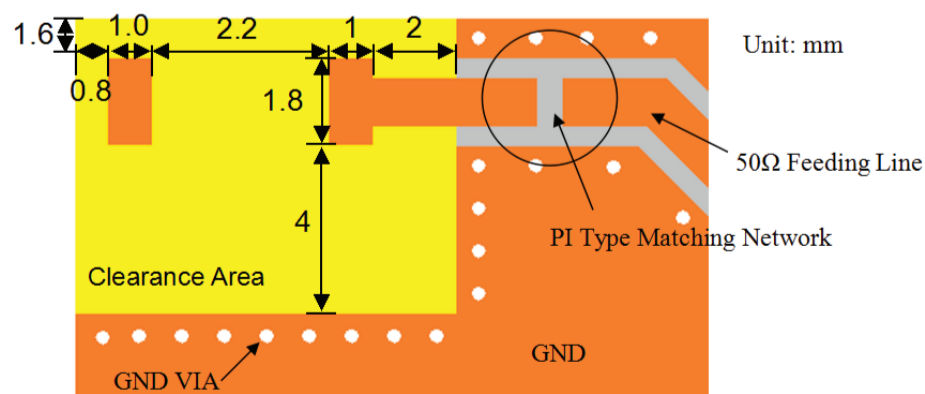 1.6
1.0
2.2
1
2
Unit: mm
0.8
1.8
50Ω Feeding Line
4
PI Type Matching Network
Clearance Area
GND
GND VIA